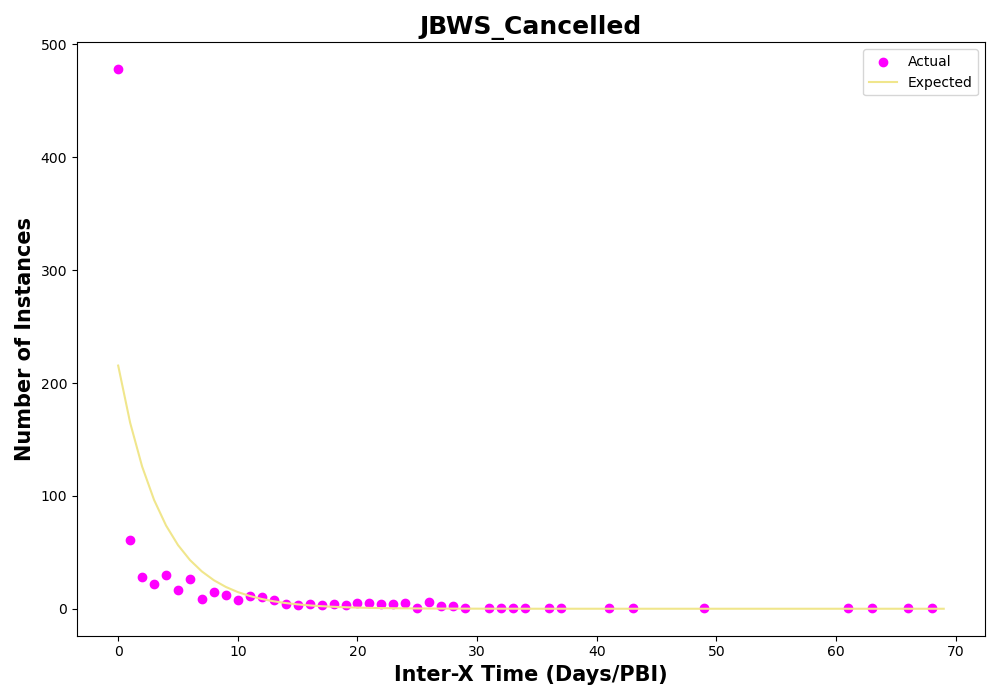 JBWS_Cancelled
Actual
Expected
Number of Instances
500
400
300
200
100
0
0 10 20 30 40 50 60 70
Inter-X Time (Days/PBI)